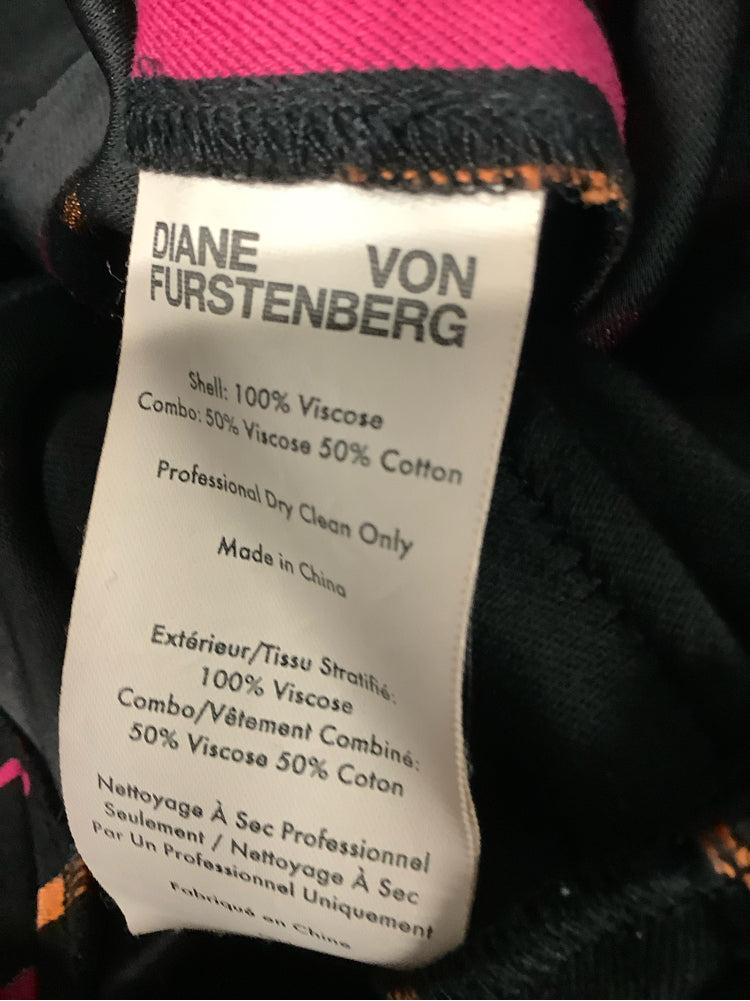 DIANE VON
FURSTENBERG
Shell: 100% Viscose
Combo: 50% Viscose 50% Cotton
Professional Dry Clean Only
Made in China
Extérieur/Tissu Stratifié:
100% Viscose
Combo/Vêtement Combiné:
50% Viscose 50% Coton
Nettoyage À Sec Professionnel
Seulement / Nettoyage À Sec
Par Un Professionnel Uniquement
Fabriqué en Chine